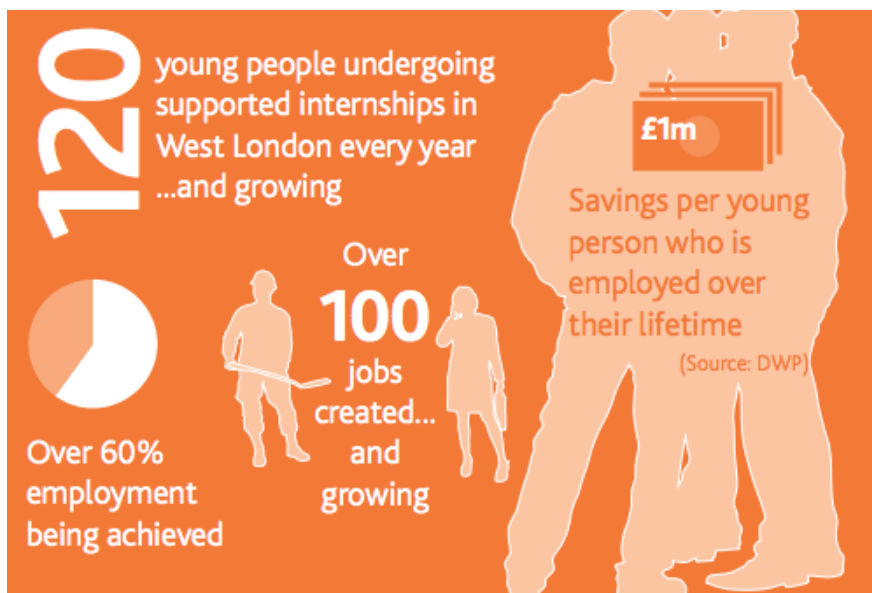 120
young people undergoing
supported internships in
West London every year
...and growing
Over 60%
employment
being achieved
Over
100
jobs
created...
and
growing
£1m
Savings per young
person who is
employed over
their lifetime
(Source: DWP)